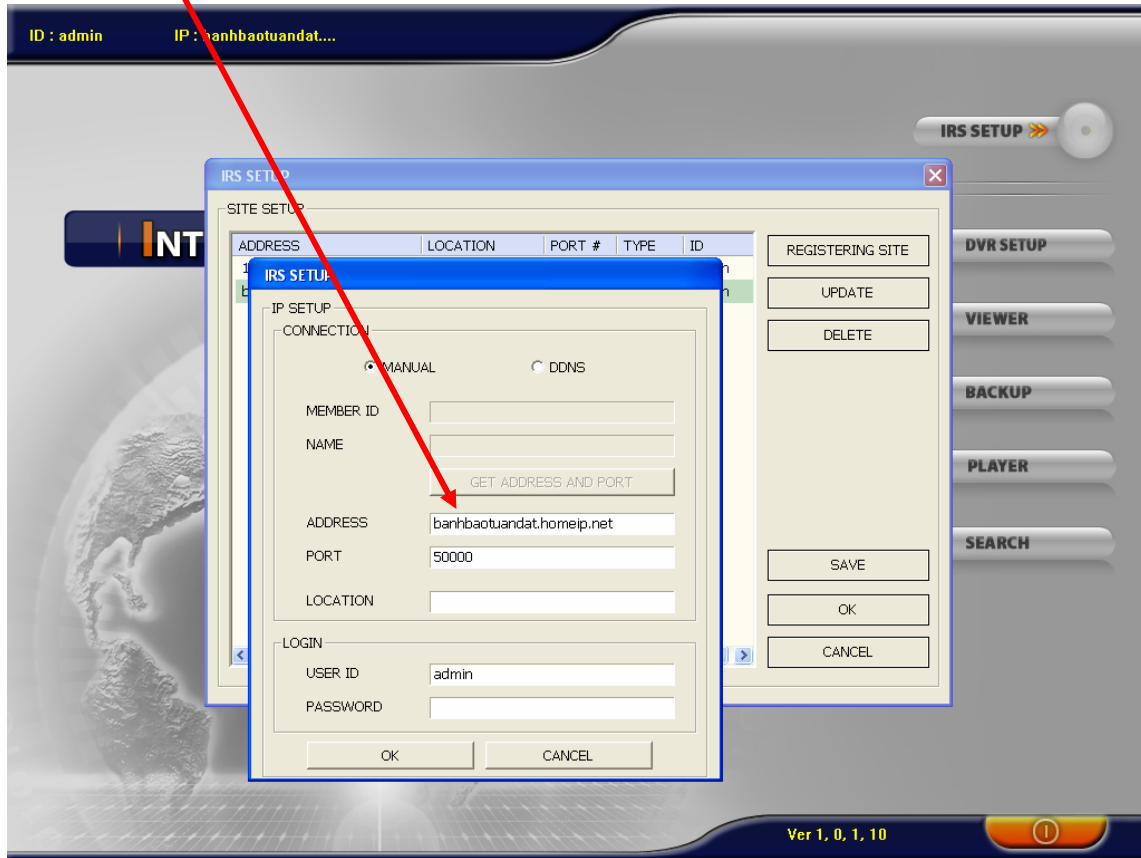 ID : admin IP : banhbaotuandat....
IRS SETUP
IRS SETUP
SITE SETUP
INT
ADDRESS LOCATION PORT # TYPE ID
REGISTERING SITE
DVR SETUP
IRS SETUP
UPDATE
IP SETUP
VIEWER
CONNECTION
DELETE
MANUAL DDNS
BACKUP
MEMBER ID
NAME
PLAYER
GET ADDRESS AND PORT
ADDRESS banhbaotuandat.homeip.net
SEARCH
PORT 50000
SAVE
LOCATION
OK
LOGIN
CANCEL
USER ID admin
PASSWORD
OK CANCEL
Ver 1, 0, 1, 10